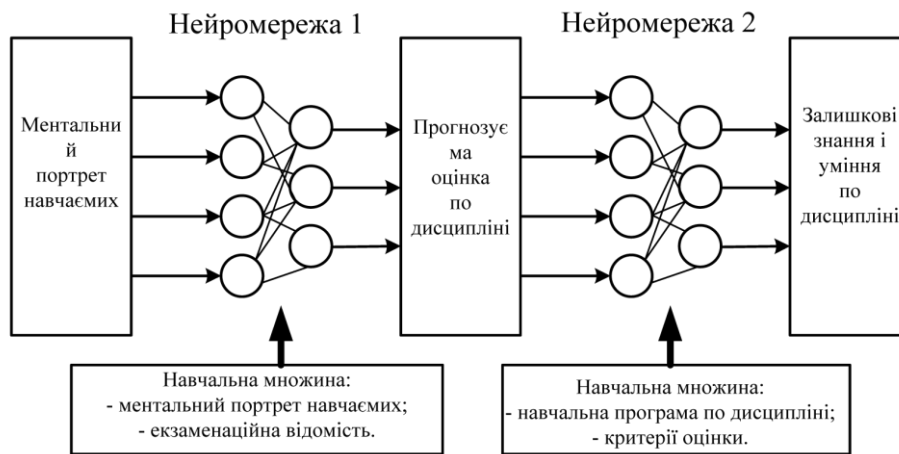 Нейромережа 1
Нейромережа 2
Ментальни
й
портрет
навчаємих
Прогнозує
ма
оцінка
по
дисципліні
Залишкові
знання і
уміння
по
дисципліні
Навчальна множина:
- ментальний портрет навчаємих;
- екзаменаційна відомість.
Навчальна множина:
- навчальна програма по дисципліні;
- критерії оцінки.